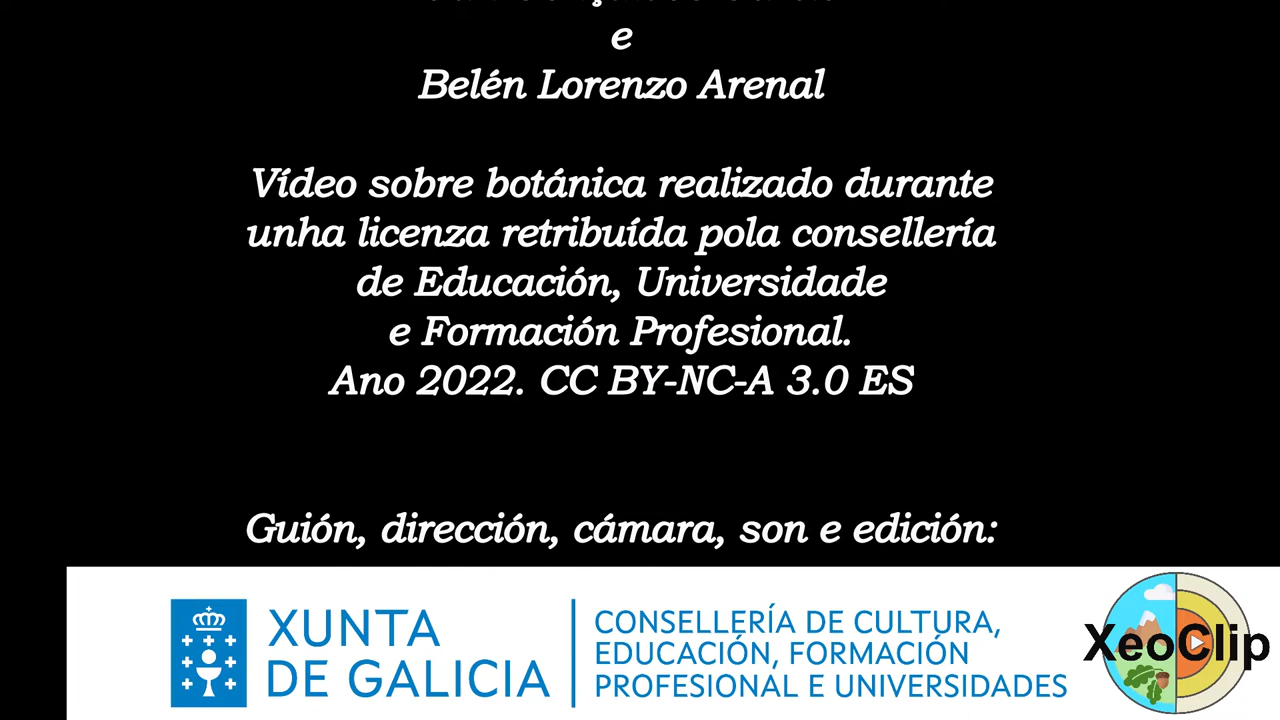 e
Belén Lorenzo Arenal
Vídeo sobre botánica realizado durante
unha licenza retribuída pola consellería
de Educación, Universidade
e Formación Profesional.
Ano 2022. CC BY-NC-A 3.0 ES
Guión, dirección, cámara, son e edición:
XUNTA
DE GALICIA
CONSELLERÍA DE CULTURA,
EDUCACIÓN, FORMACIÓN
PROFESIONAL E UNIVERSIDADES
XeoClip